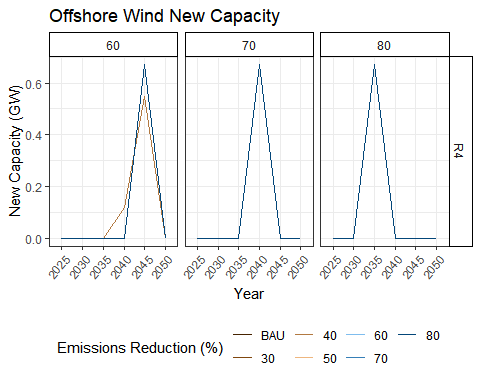 Offshore Wind New Capacity
60 70 80
0.6
0.4
0.2
0.0
New Capacity (GW)
R4
2025 2030 2035 2040 2045 2050 2025 2030 2035 2040 2045 2050 2025 2030 2035 2040 2045 2050
Year
Emissions Reduction (%)
BAU 40 60 80
30 50 70